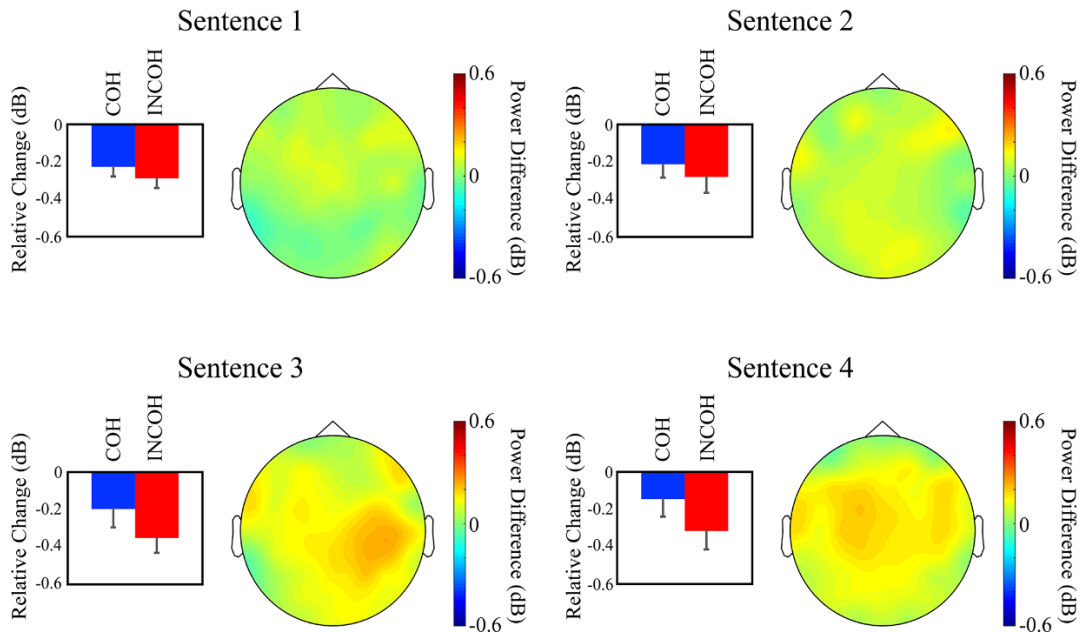 Sentence 1
COH
INCOH
Relative Change (dB)
0
-0.2
-0.4
-0.6
0.6
0
-0.6
Power Difference (dB)
Sentence 2
COH
INCOH
Relative Change (dB)
0
-0.2
-0.4
-0.6
0.6
0
-0.6
Power Difference (dB)
Sentence 3
COH
INCOH
Relative Change (dB)
0
-0.2
-0.4
-0.6
0.6
0
-0.6
Power Difference (dB)
Sentence 4
COH
INCOH
Relative Change (dB)
0
-0.2
-0.4
-0.6
0.6
0
-0.6
Power Difference (dB)